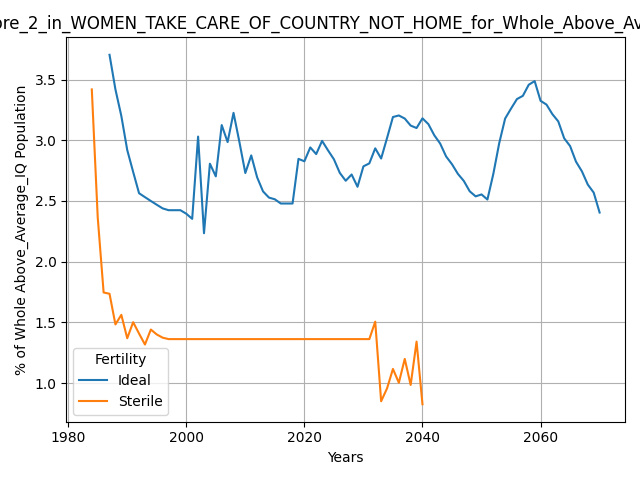 ore_2_in_WOMEN_TAKE_CARE_OF_COUNTRY_NOT_HOME_for_Whole_Above_Av
% of Whole Above_Average_IQ Population
3.5
3.0
2.5
2.0
1.5
1.0
Fertility
Ideal
Sterile
1980 2000 2020 2040 2060
Years